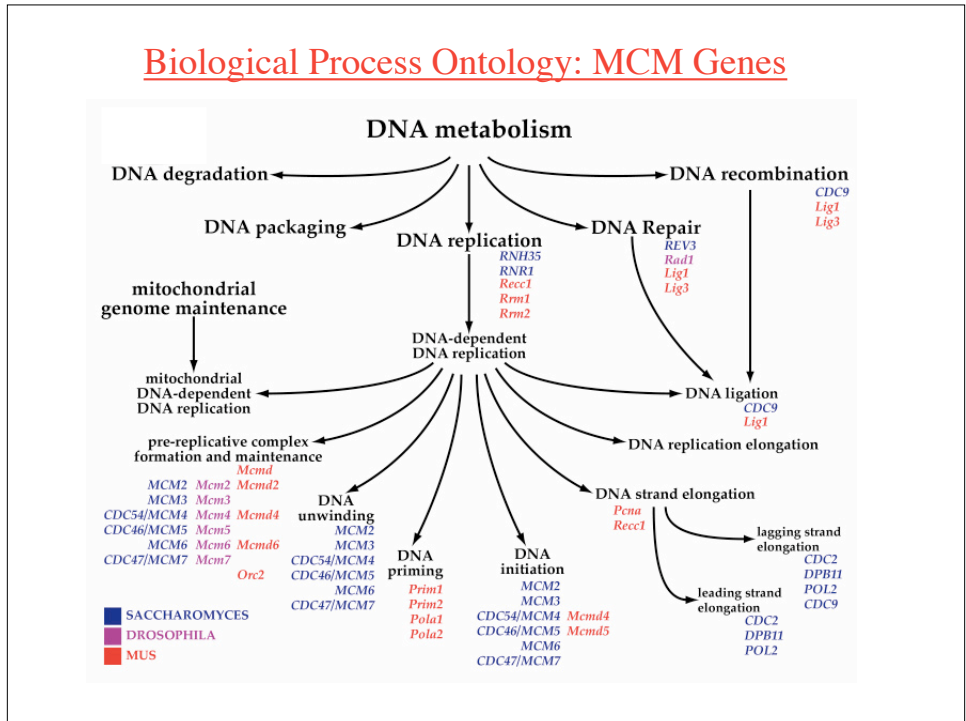 Biological Process Ontology: MCM Genes
DNA metabolism
DNA degradation
DNA recombination
CDC9
Lig1
Lig3
DNA packaging
DNA replication
RNH35
RNR1
Recc1
Rrm1
Rrm2
DNA Repair
REV3
Rad1
Lig1
Lig3
mitochondrial
genome maintenance
DNA-dependent
DNA replication
mitochondrial
DNA-dependent
DNA replication
DNA ligation
CDC9
Lig1
pre-replicative complex
formation and maintenance
Mcmd
MCM2 Mcm2 Mcmd2
MCM3 Mcm3
CDC54/MCM4 Mcm4 Mcmd4
CDC46/MCM5 Mcm5
MCM6 Mcm6 Mcmd6
CDC47/MCM7 Mcm7
Orc2
DNA
unwinding
MCM2
MCM3
CDC54/MCM4
CDC46/MCM5
MCM6
CDC47/MCM7
DNA
priming
Prim1
Prim2
Pola1
Pola2
DNA
initiation
MCM2
MCM3
CDC54/MCM4 Mcmd4
CDC46/MCM5 Mcmd5
MCM6
CDC47/MCM7
DNA replication elongation
DNA strand elongation
Pcna
Recc1
lagging strand
elongation
CDC2
DPB11
POL2
CDC9
leading strand
elongation
CDC2
DPB11
POL2
SACCHAROMYCES
DROSOPHILA
MUS